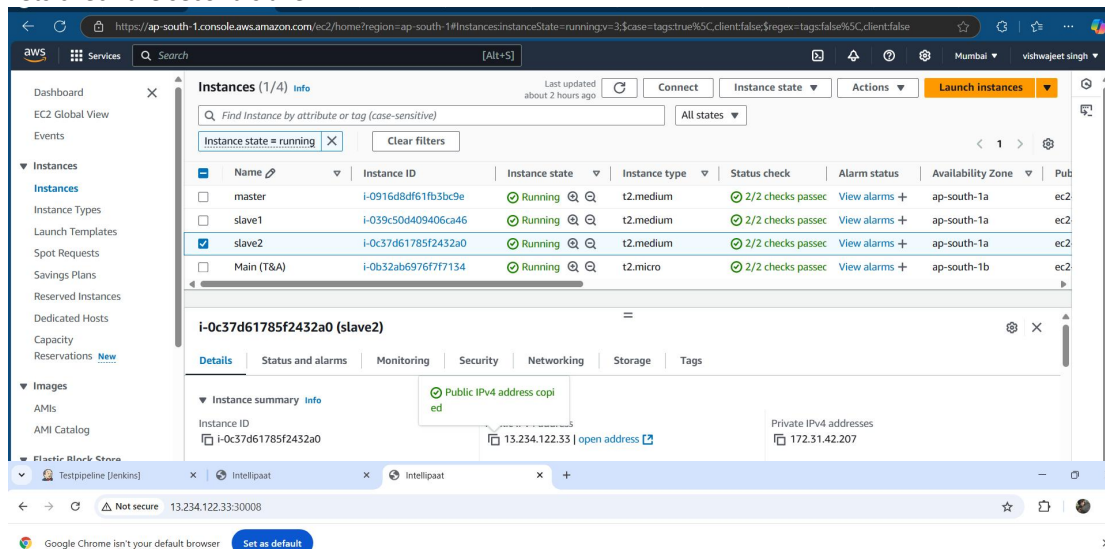 https://ap-south-1.console.aws.amazon.com/ec2/home?region=ap-south-1#Instances:instanceState=running;v=3;$case=tags:true%5C,client:false;$regex=tags:false%5C,client:false
aws Services Search [Alt+S] Mumbai vishwajeet singh
Dashboard
EC2 Global View
Events
Instances
Instances
Instance Types
Launch Templates
Spot Requests
Savings Plans
Reserved Instances
Dedicated Hosts
Capacity
Reservations New
Images
AMIs
AMI Catalog
Elastic Block Store
Instances (1/4) Info
Last updated
about 2 hours ago
Connect Instance state Actions Launch instances
Find Instance by attribute or tag (case-sensitive) All states
Instance state = running Clear filters 1
Name Instance ID Instance state Instance type Status check Alarm status Availability Zone Pub
master i-0916d8df61fb3bc9e Running t2.medium 2/2 checks passec View alarms + ap-south-1a ec2
slave1 i-039c50d409406ca46 Running t2.medium 2/2 checks passec View alarms + ap-south-1a ec2
slave2 i-0c37d61785f2432a0 Running t2.medium 2/2 checks passec View alarms + ap-south-1a ec2
Main (T&A) i-0b32ab6976f7f7134 Running t2.micro 2/2 checks passec View alarms + ap-south-1b ec2
i-0c37d61785f2432a0 (slave2)
Details Status and alarms Monitoring Security Networking Storage Tags
Public IPv4 address copi
ed
Instance summary Info
Instance ID
i-0c37d61785f2432a0
13.234.122.33 | open address
Private IPv4 addresses
172.31.42.207
Testpipeline [Jenkins] Intellipaat Intellipaat
Not secure 13.234.122.33:30008
Google Chrome isn't your default browser Set as default